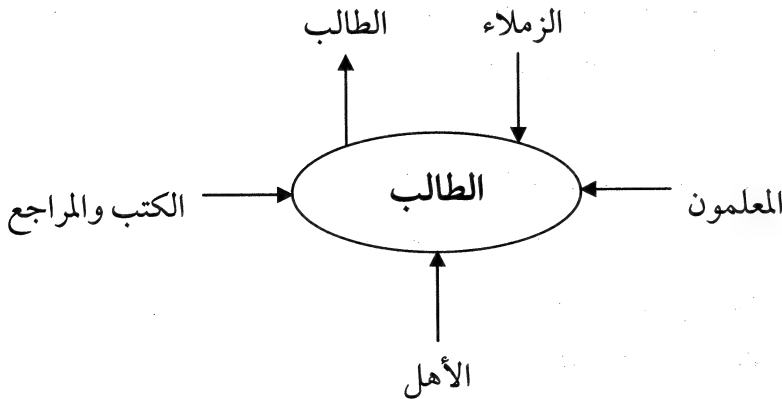 الزملاء
الطالب
الطالب
المعلمون
الكتب والمراجع
الأهل